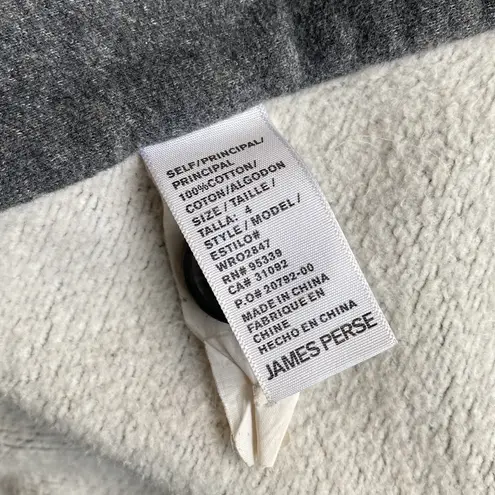 SELF/PRINCIPAL/
PRINCIPAL
100%COTTON/
COTON/ALGODON
SIZE / TAILLE /
TALLA: 4
STYLE / MODEL /
ESTILO#
WRO2847
RN# 95339
CA# 31092
P.O# 20792-00
MADE IN CHINA
FABRIQUE EN
CHINE
HECHO EN CHINA
JAMES PERSE